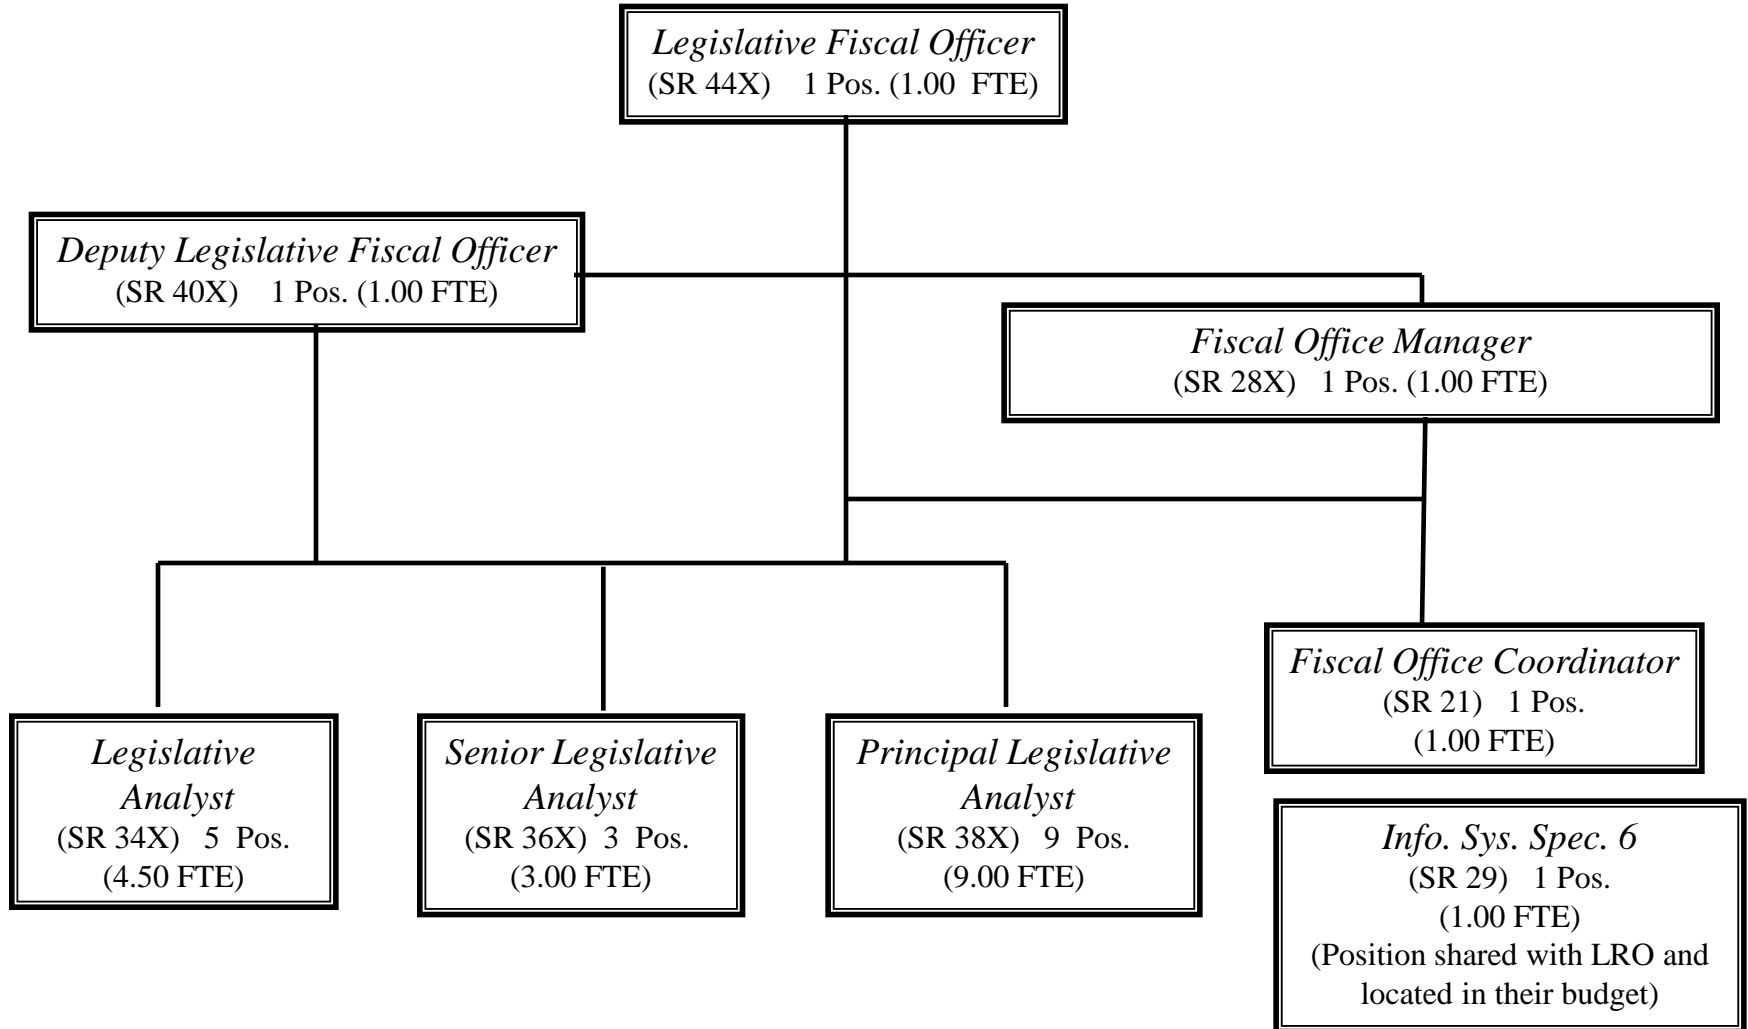 Legislative Fiscal Officer
(SR 44X) 1 Pos. (1.00 FTE)
Deputy Legislative Fiscal Officer
(SR 40X) 1 Pos. (1.00 FTE)
Fiscal Office Manager
(SR 28X) 1 Pos. (1.00 FTE)
Legislative
Analyst
(SR 34X) 5 Pos.
(4.50 FTE)
Senior Legislative
Analyst
(SR 36X) 3 Pos.
(3.00 FTE)
Principal Legislative
Analyst
(SR 38X) 9 Pos.
(9.00 FTE)
Fiscal Office Coordinator
(SR 21) 1 Pos.
(1.00 FTE)
Info. Sys. Spec. 6
(SR 29) 1 Pos.
(1.00 FTE)
(Position shared with LRO and
located in their budget)